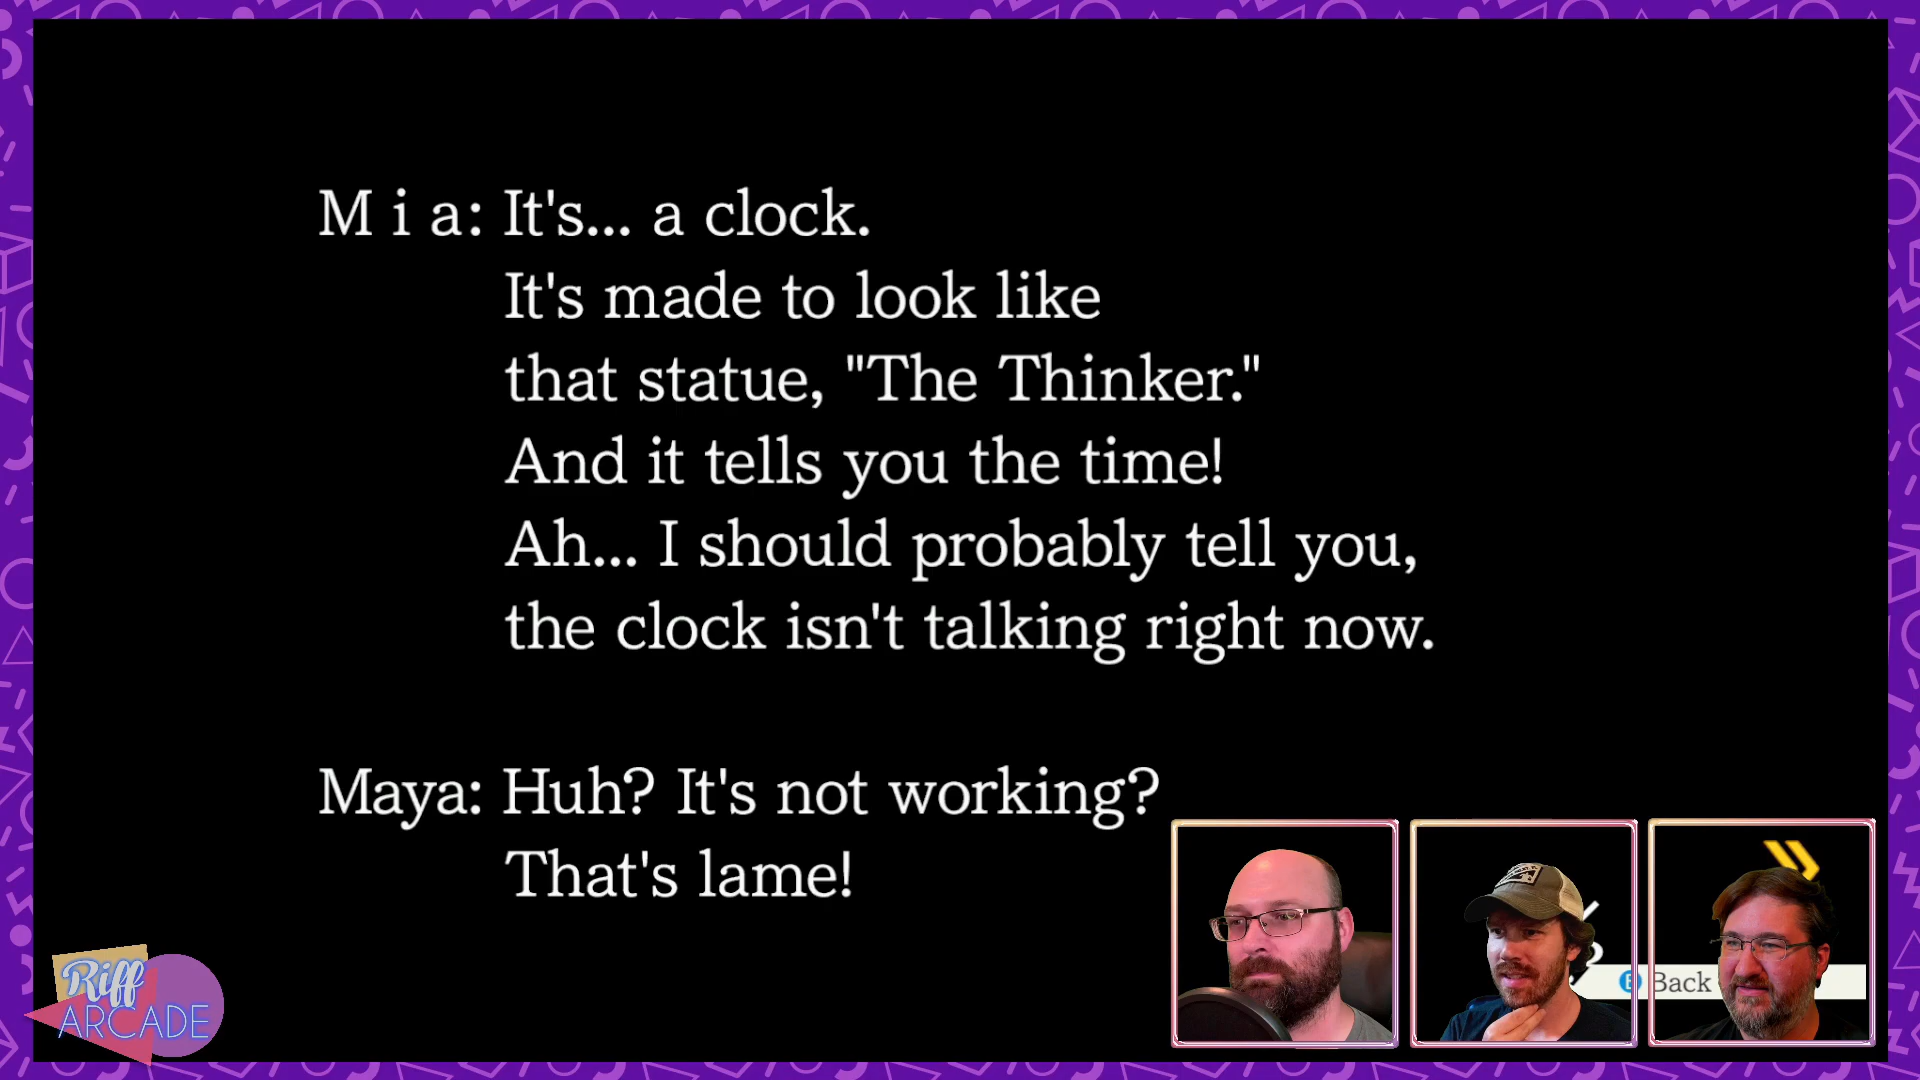 M i a: It's... a clock.
It's made to look like
that statue, "The Thinker."
And it tells you the time!
Ah... I should probably tell you,
the clock isn't talking right now.
Maya: Huh? It's not working?
That's lame!
Riff
ARCADE
B Back